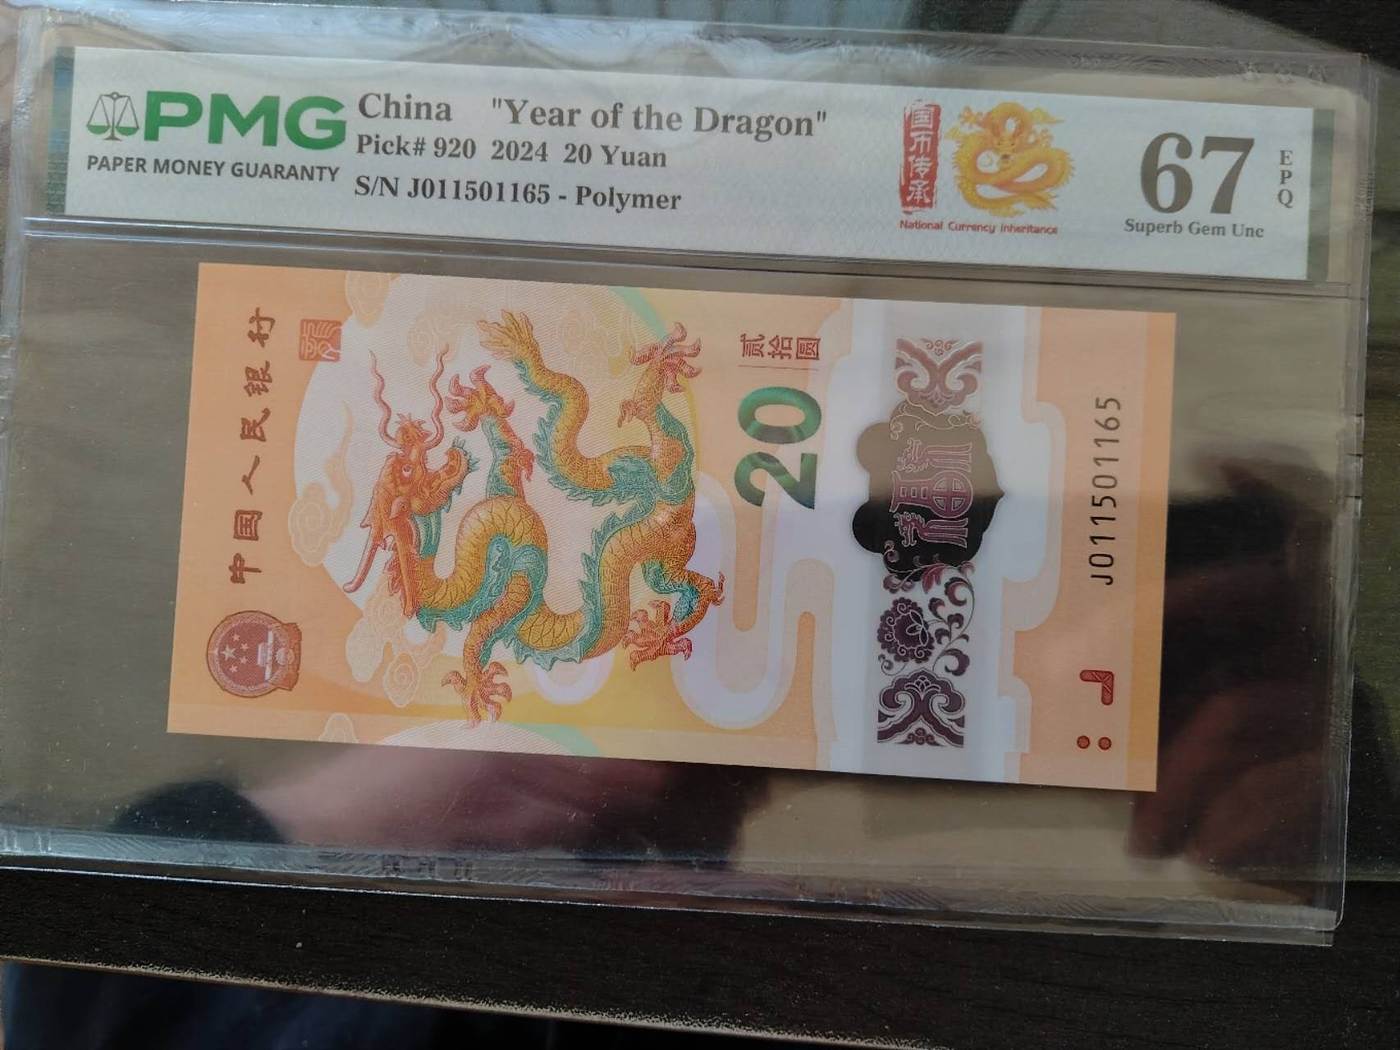 PMG
PAPER MONEY GUARANTY
China "Year of the Dragon"
Pick# 920 2024 20 Yuan
S/N J011501165 - Polymer
国币传承
National Currency Inheritance
67
EPQ
Superb Gem Unc
中国人民银行
贰拾圆
20
福
J011501165